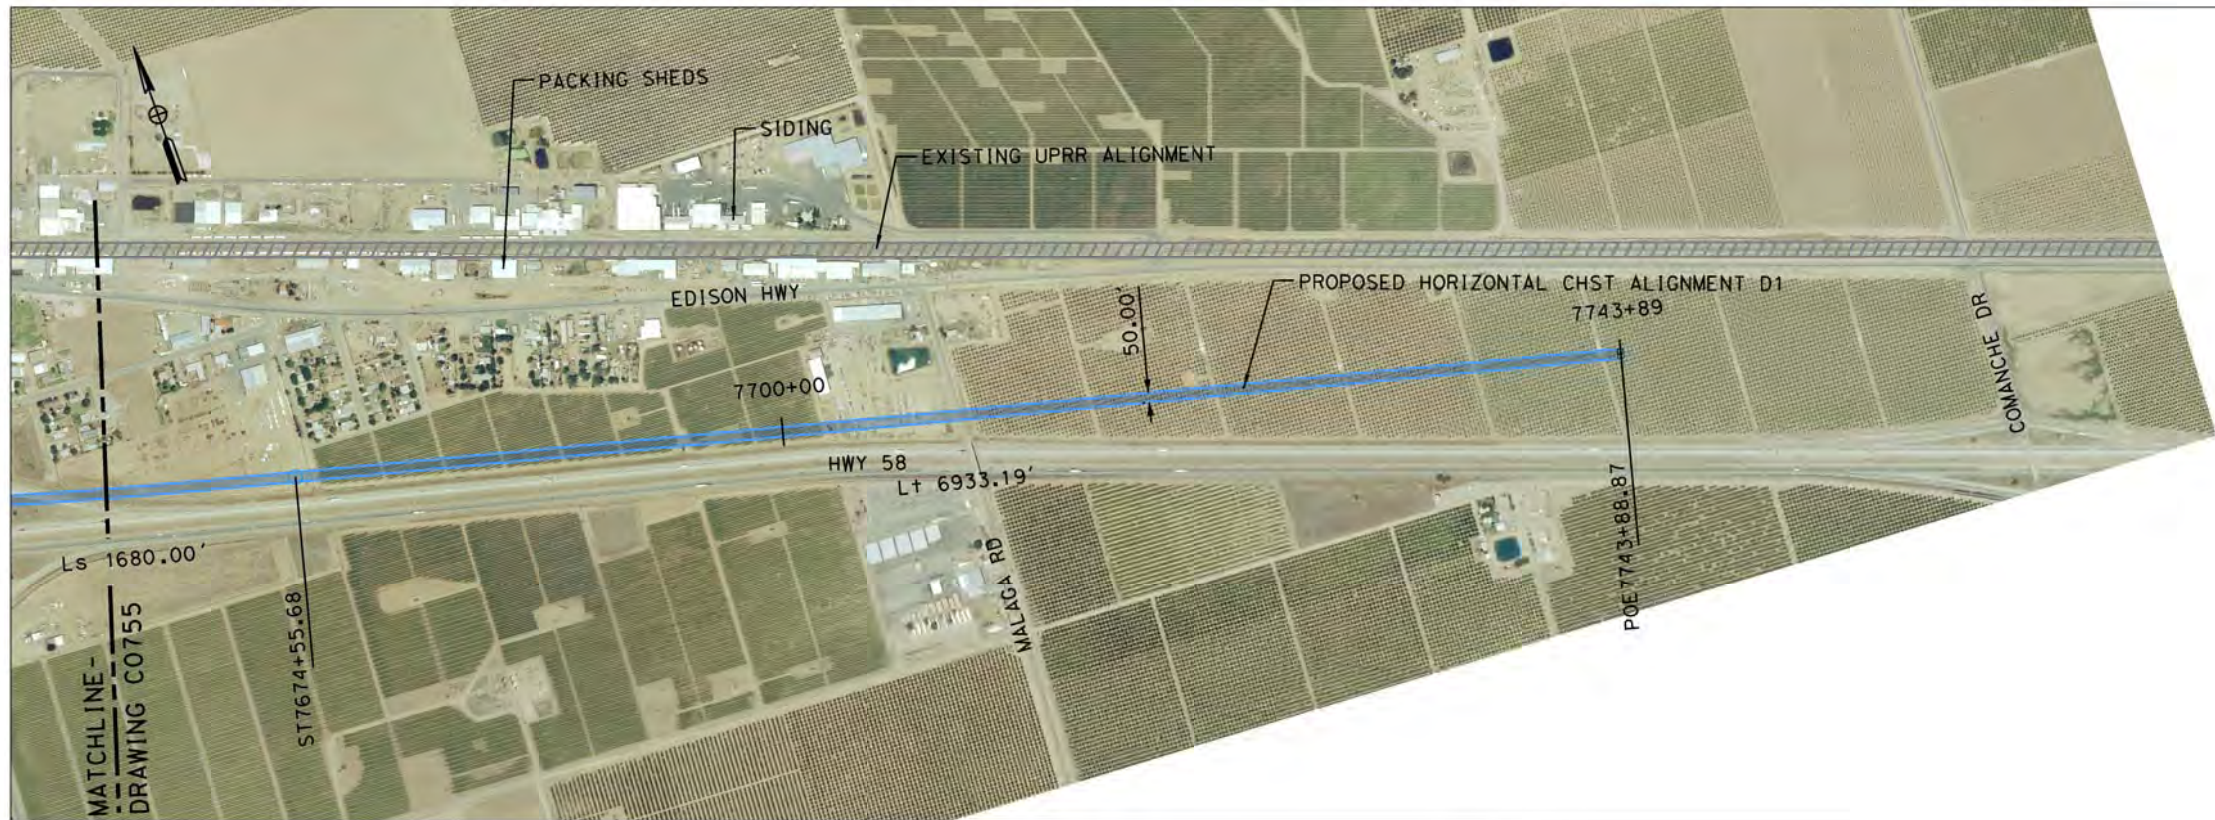 PACKING SHEDS
SIDING
EXISTING UPRR ALIGNMENT
EDISON HWY
PROPOSED HORIZONTAL CHST ALIGNMENT D1
7743+89
50.00'
COMANCHE DR
7700+00
HWY 58
Lt 6933.19'
Ls 1680.00'
ST7674+55.68
MALAGA RD
POE7743+88.87
MATCHLINE-
DRAWING CO755